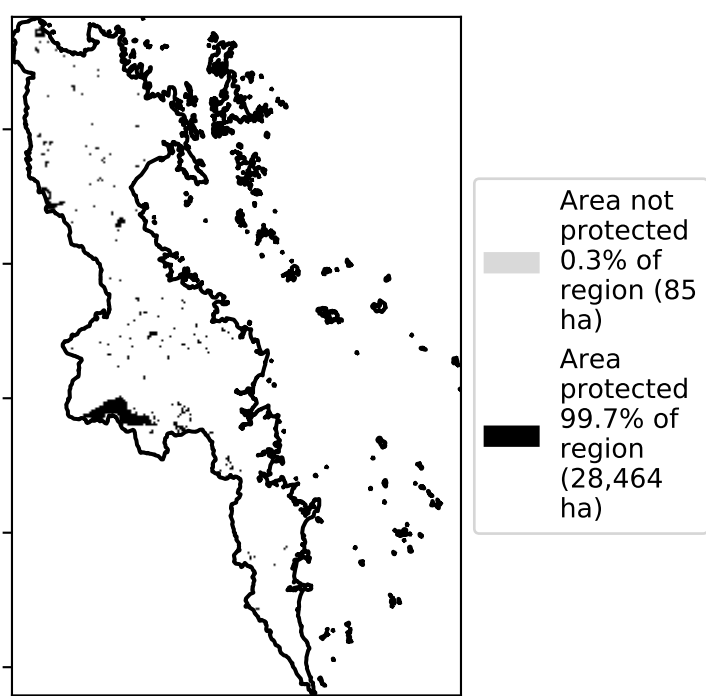 Area not
protected
0.3% of
region (85
ha)
Area
protected
99.7% of
region
(28,464
ha)